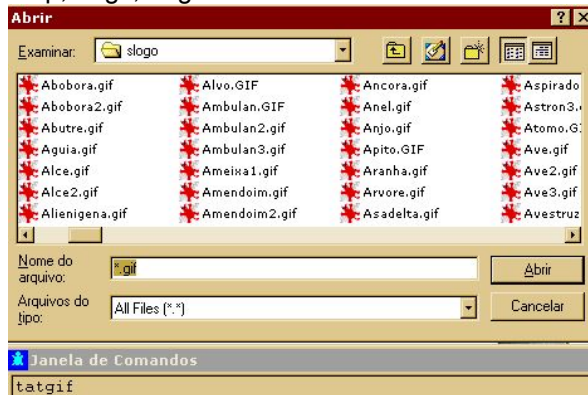 Abrir
Examinar: slogo
Abobora.gif Alvo.GIF Ancora.gif Aspirado
Abobora2.gif Ambulan.GIF Anel.gif Astron3.
Abutre.gif Ambulan2.gif Anjo.gif Atomo.G
Aguia.gif Ambulan3.gif Apito.GIF Ave.gif
Alce.gif Ameixa1.gif Aranha.gif Ave2.gif
Alce2.gif Amendoim.gif Arvore.gif Ave3.gif
Alienigena.gif Amendoim2.gif Asadelta.gif Avestruz
Nome do arquivo: *.gif Abrir
Arquivos do tipo: All Files (*.*) Cancelar
Janela de Comandos
tatgif